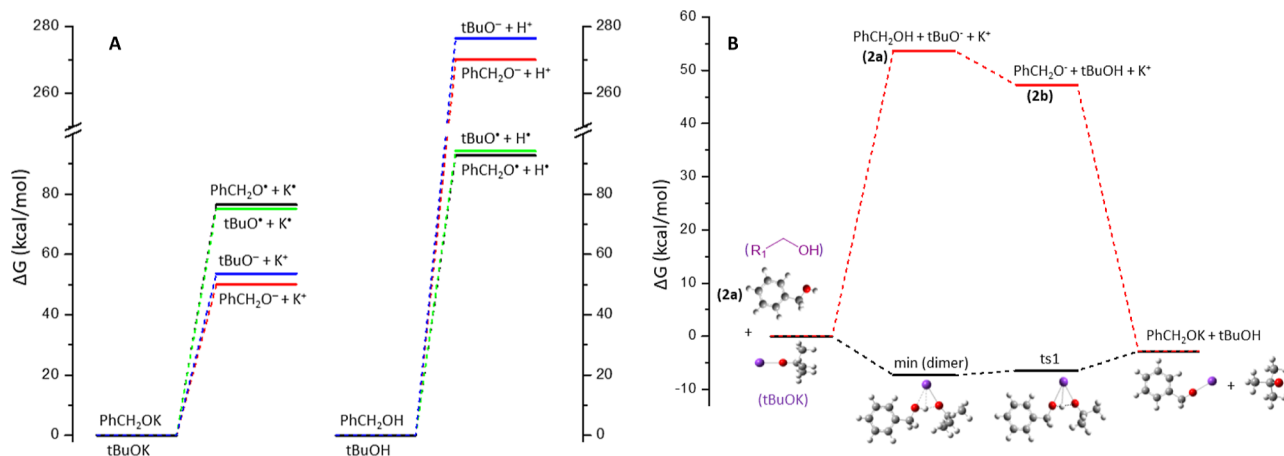 A
ΔG (kcal/mol)
280
260
80
60
40
20
0
tBuO⁻ + H⁺
PhCH₂O⁻ + H⁺
tBuO• + H•
PhCH₂O• + H•
PhCH₂O• + K•
tBuO• + K•
tBuO⁻ + K⁺
PhCH₂O⁻ + K⁺
PhCH₂OK
tBuOK
PhCH₂OH
tBuOH
280
260
80
60
40
20
0
B
ΔG (kcal/mol)
60
50
40
30
20
10
0
-10
PhCH₂OH + tBuO⁻ + K⁺
(2a)
PhCH₂O⁻ + tBuOH + K⁺
(2b)
R₁ OH
(2a)
+
(tBuOK)
min (dimer)
ts1
PhCH₂OK + tBuOH
+